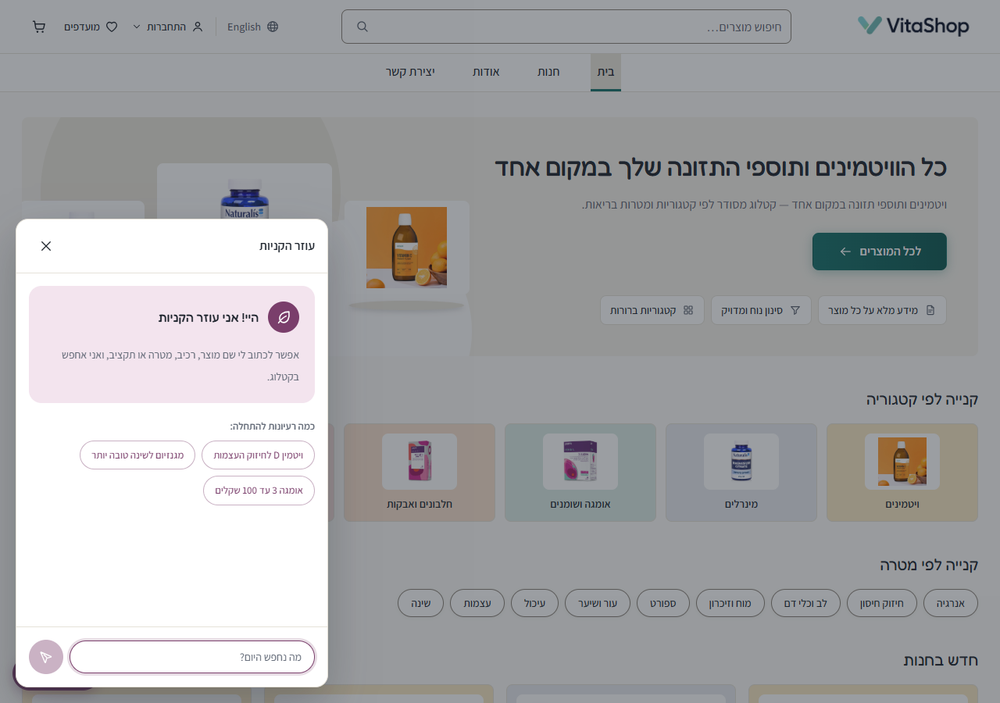 VitaShop
חיפוש מוצרים…
English
התחברות
מועדפים
בית
חנות
אודות
יצירת קשר
כל הוויטמינים ותוספי התזונה שלך במקום אחד
ויטמינים ותוספי תזונה במקום אחד — קטלוג מסודר לפי קטגוריות ומטרות בריאות.
לכל המוצרים
מידע מלא על כל מוצר
סינון נוח ומדויק
קטגוריות ברורות
Naturalis
קנייה לפי קטגוריה
ויטמינים
מינרלים
אומגה ושומנים
חלבונים ואבקות
Naturalis
MAGNESIUM
CITRATE
קנייה לפי מטרה
אנרגיה
חיזוק חיסון
לב וכלי דם
מוח וזיכרון
ספורט
עור ושיער
עיכול
עצמות
שינה
חדש בחנות
עוזר הקניות
היי! אני עוזר הקניות
אפשר לכתוב לי שם מוצר, רכיב, מטרה או תקציב, ואני אחפש
בקטלוג.
כמה רעיונות להתחלה:
ויטמין D לחיזוק העצמות
מגנזיום לשינה טובה יותר
אומגה 3 עד 100 שקלים
מה נחפש היום?